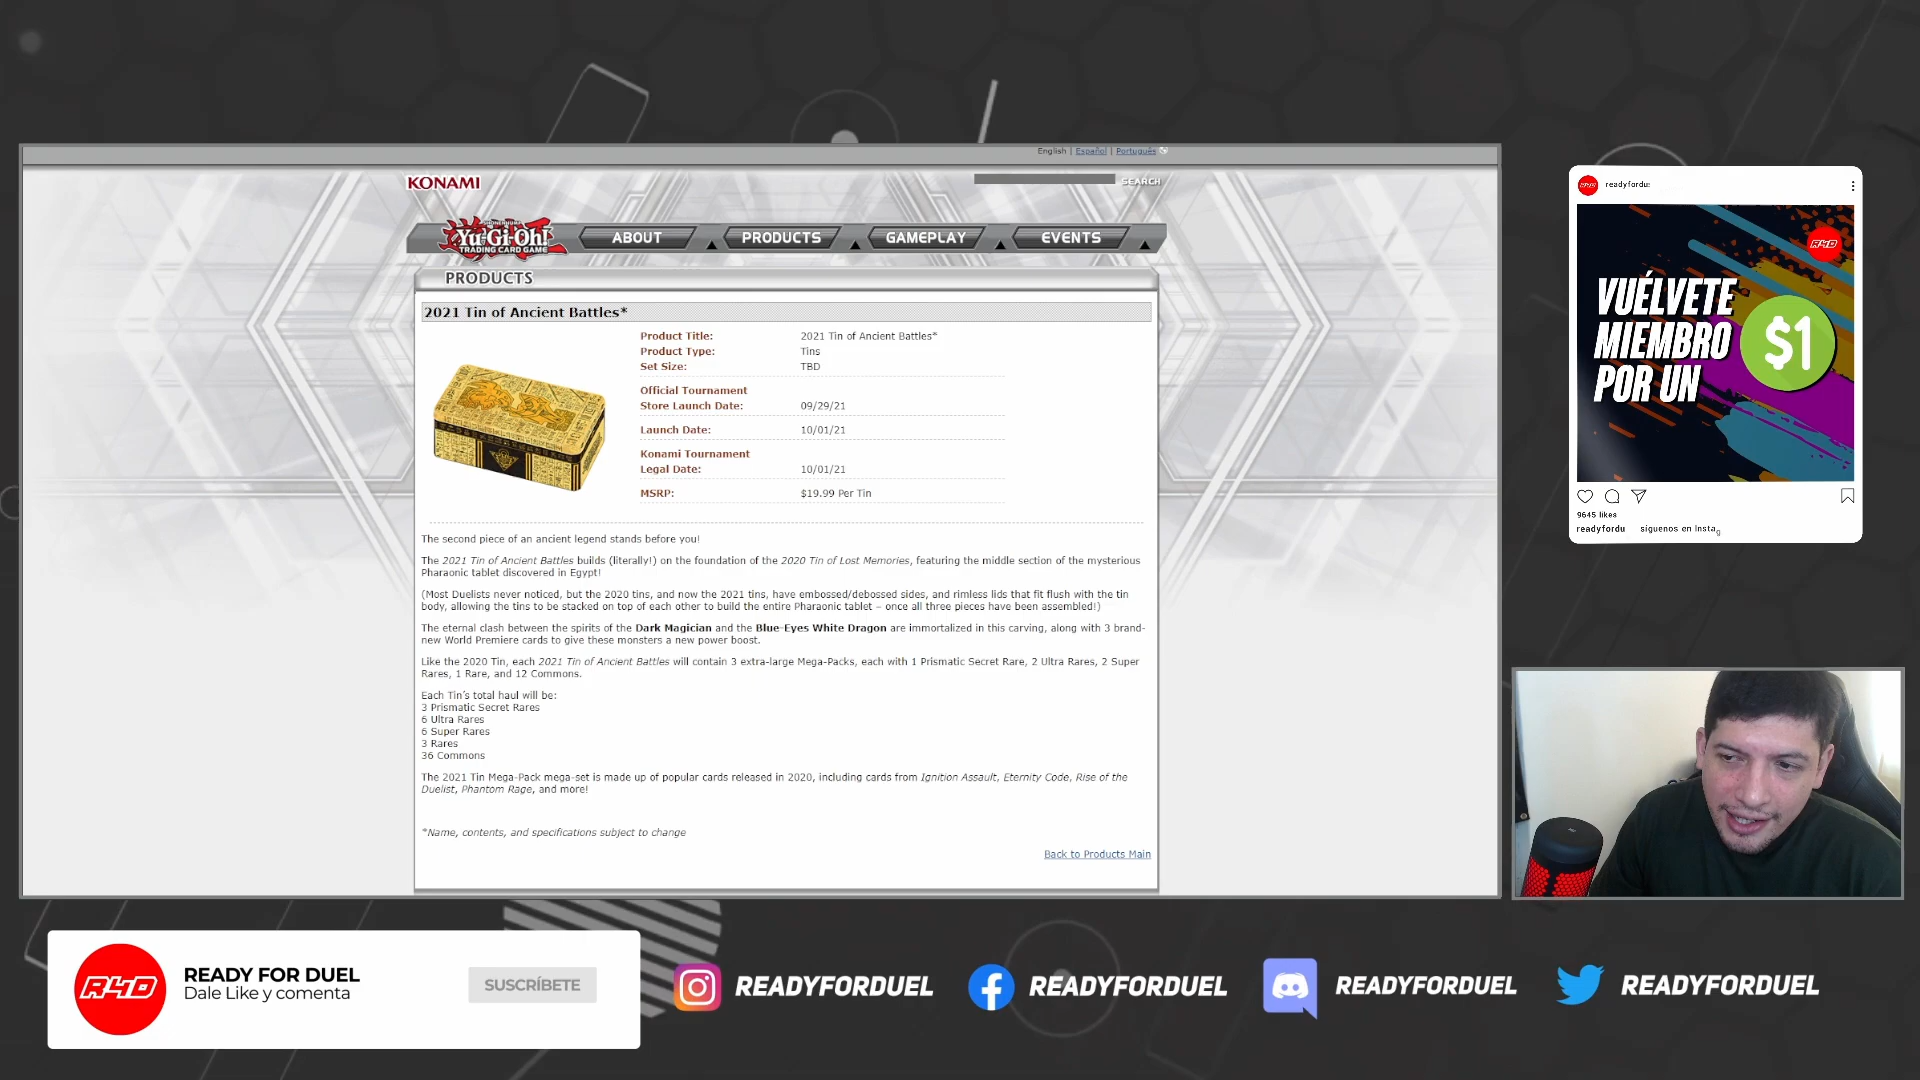 English | Español | Português
KONAMI
SEARCH
Yu-Gi-Oh!
TRADING CARD GAME
ABOUT
PRODUCTS
GAMEPLAY
EVENTS
PRODUCTS
2021 Tin of Ancient Battles*
Product Title: 2021 Tin of Ancient Battles*
Product Type: Tins
Set Size: TBD
Official Tournament
Store Launch Date: 09/29/21
Launch Date: 10/01/21
Konami Tournament
Legal Date: 10/01/21
MSRP: $19.99 Per Tin
The second piece of an ancient legend stands before you!
The 2021 Tin of Ancient Battles builds (literally!) on the foundation of the 2020 Tin of Lost Memories, featuring the middle section of the mysterious
Pharaonic tablet discovered in Egypt!
(Most Duelists never noticed, but the 2020 tins, and now the 2021 tins, have embossed/debossed sides, and rimless lids that fit flush with the tin
body, allowing the tins to be stacked on top of each other to build the entire Pharaonic tablet – once all three pieces have been assembled!)
The eternal clash between the spirits of the Dark Magician and the Blue-Eyes White Dragon are immortalized in this carving, along with 3 brand-
new World Premiere cards to give these monsters a new power boost.
Like the 2020 Tin, each 2021 Tin of Ancient Battles will contain 3 extra-large Mega-Packs, each with 1 Prismatic Secret Rare, 2 Ultra Rares, 2 Super
Rares, 1 Rare, and 12 Commons.
Each Tin's total haul will be:
3 Prismatic Secret Rares
6 Ultra Rares
6 Super Rares
3 Rares
36 Commons
The 2021 Tin Mega-Pack mega-set is made up of popular cards released in 2020, including cards from Ignition Assault, Eternity Code, Rise of the
Duelist, Phantom Rage, and more!
*Name, contents, and specifications subject to change
Back to Products Main
readyfordu
R4D
VUÉLVETE
MIEMBRO
POR UN
$1
9645 likes
readyfordu siguenos en Instag
R4D
READY FOR DUEL
Dale Like y comenta
SUSCRÍBETE
READYFORDUEL
READYFORDUEL
READYFORDUEL
READYFORDUEL